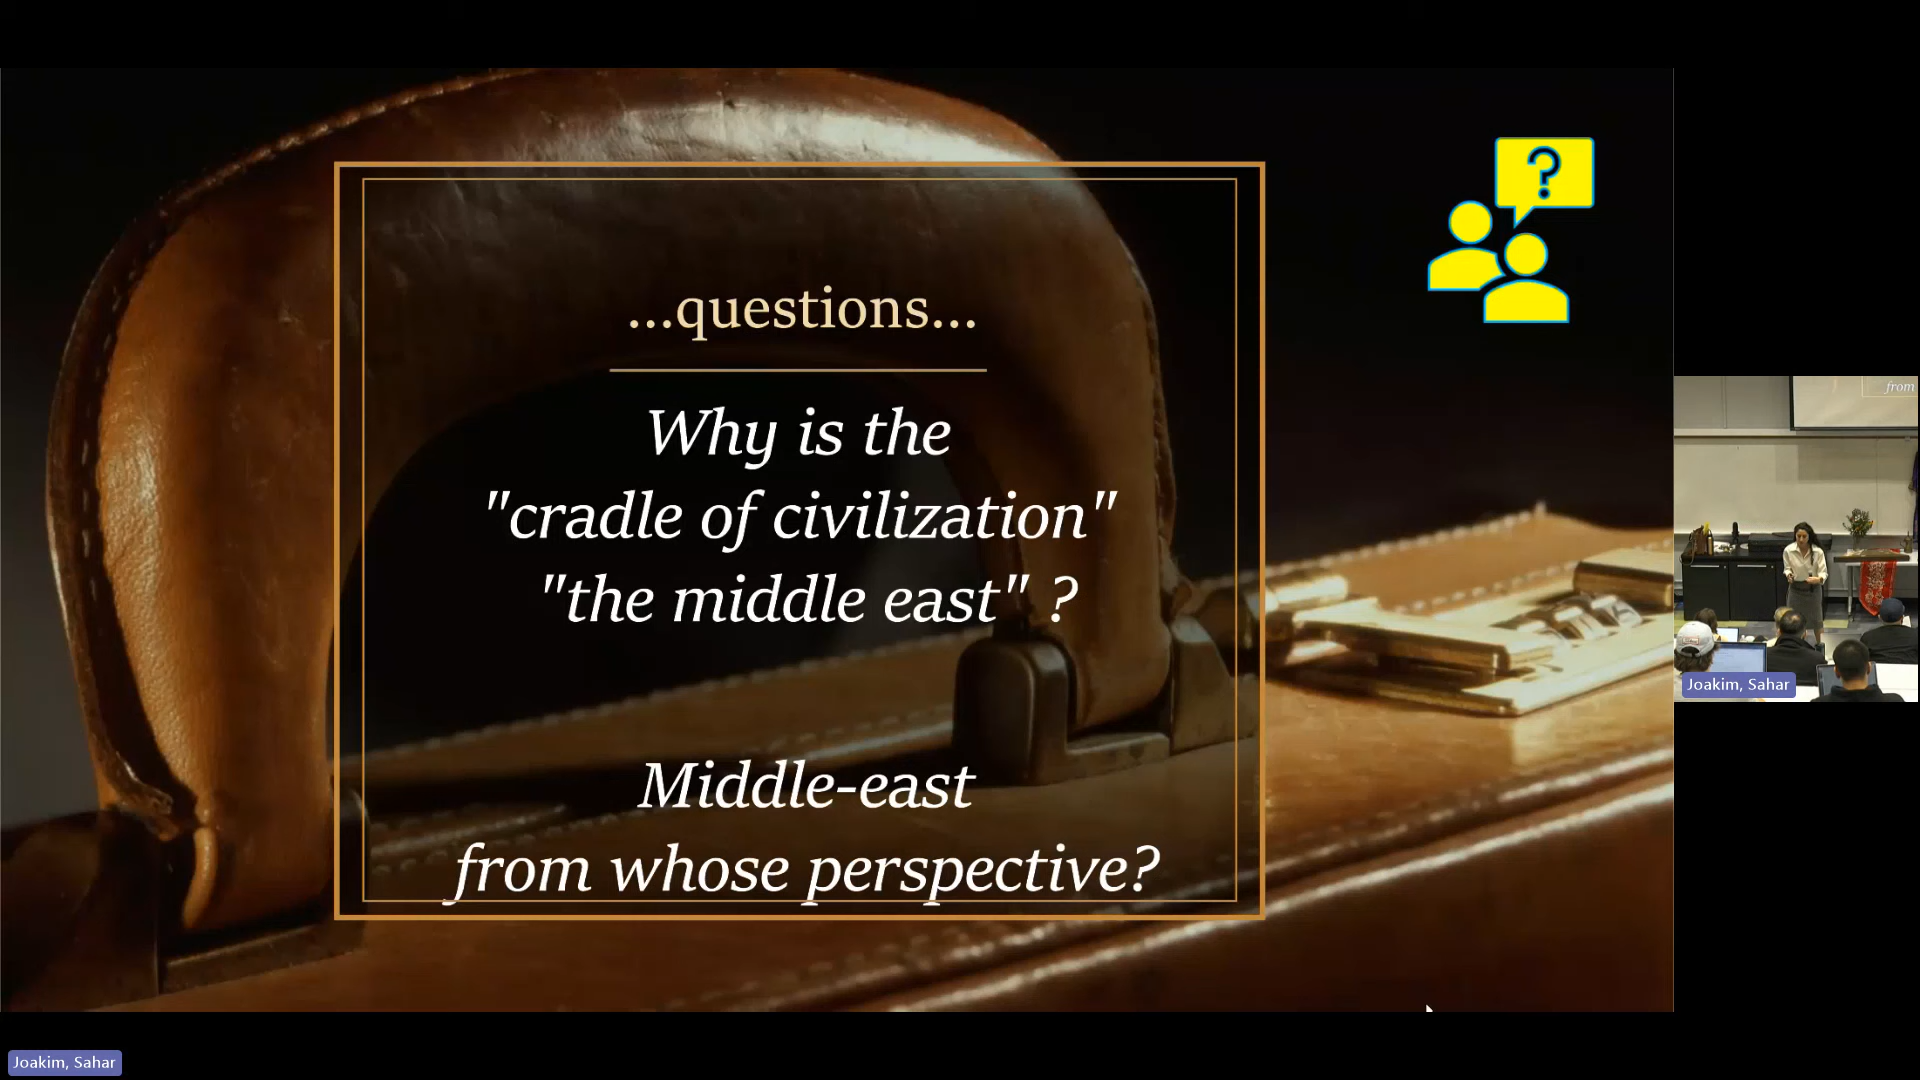 ?
...questions...
Why is the
"cradle of civilization"
"the middle east" ?
Middle-east
from whose perspective?
from
Joakim, Sahar
Joakim, Sahar